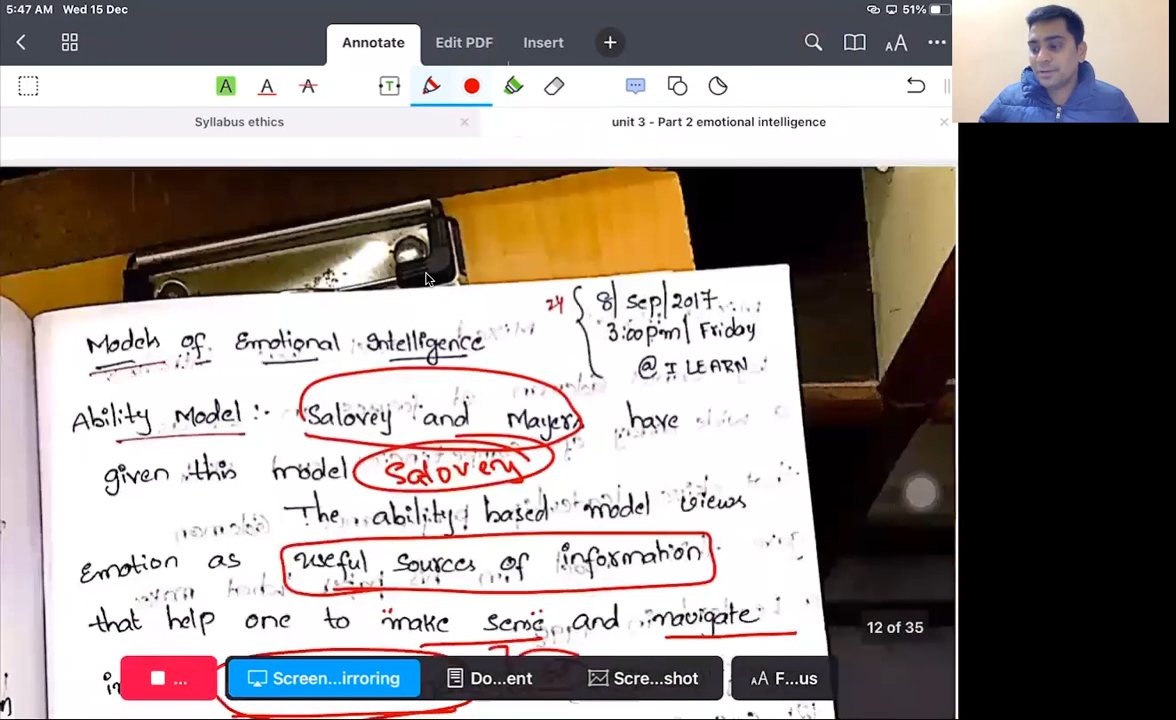 5:47 AM Wed 15 Dec
51%
Annotate
Edit PDF
Insert
Syllabus ethics
unit 3 - Part 2 emotional intelligence
24
8| Sep|2017
3:00pm| Friday
@ I LEARN
Models of Emotional Intelligence
Ability Model :- Salovey and Mayer have
given this model Salovery
The ability based model views
Emotion as useful sources of information
that help one to make sense and navigate
12 of 35
...
Screen...irroring
Do...ent
Scre...shot
AA F...us